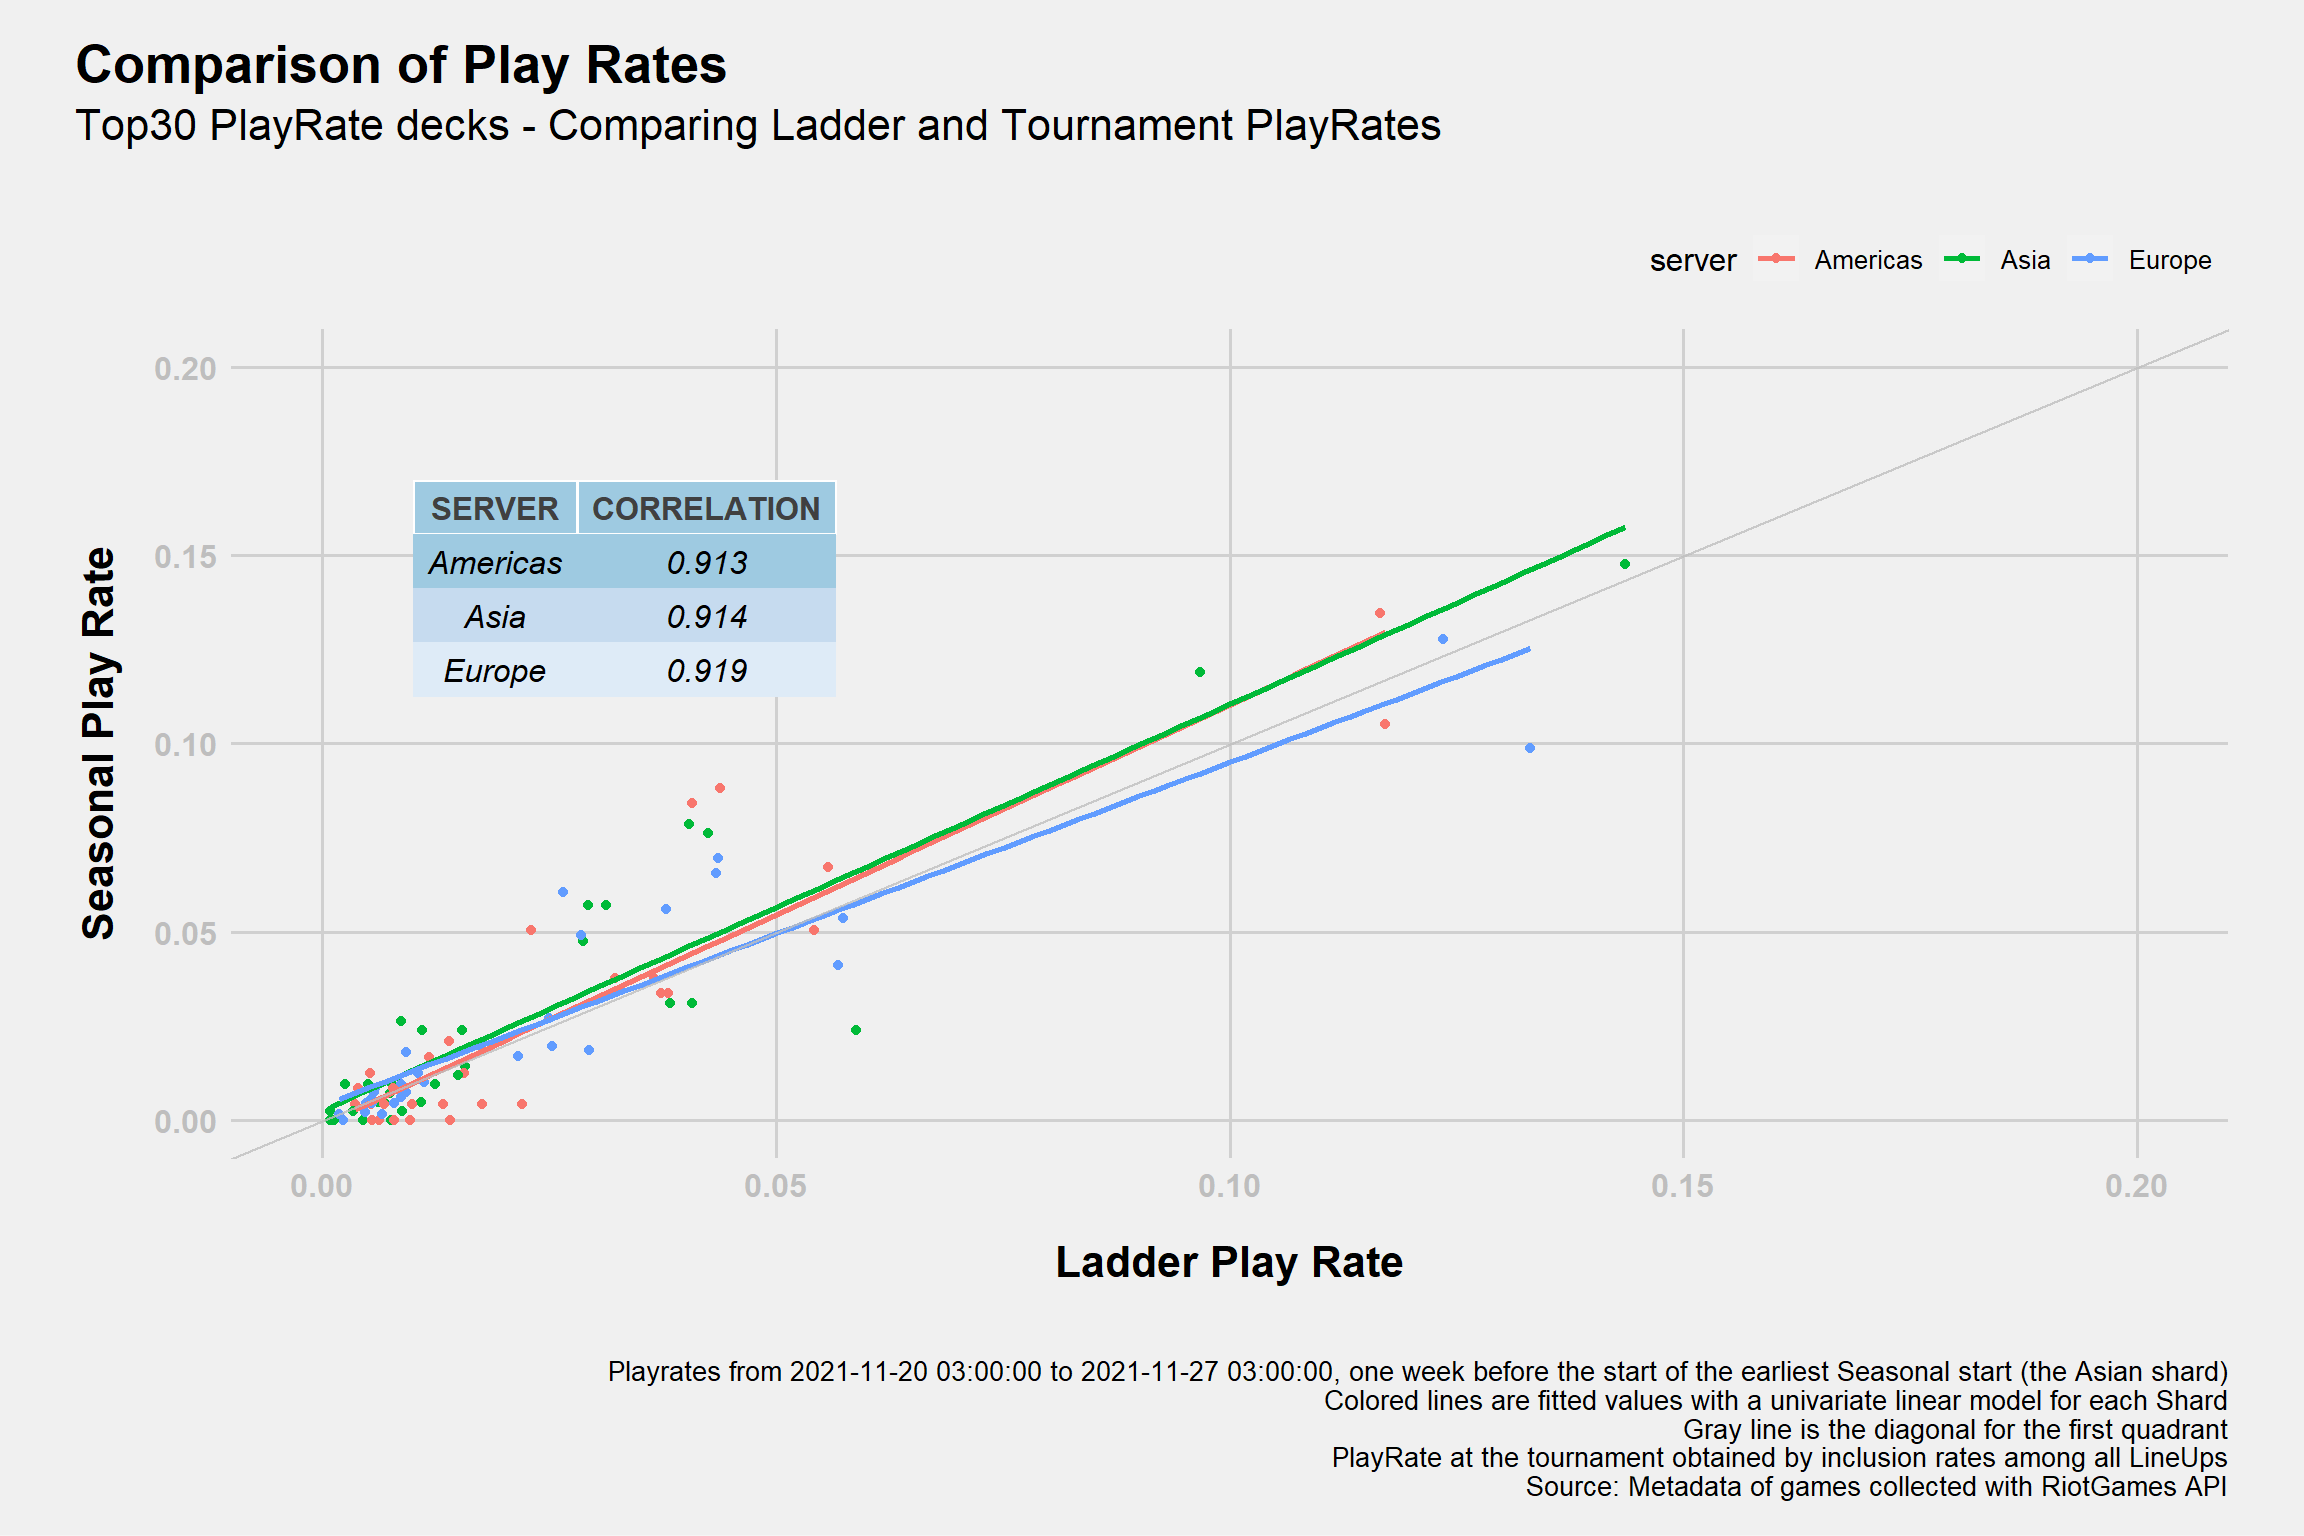 Comparison of Play Rates
Top30 PlayRate decks - Comparing Ladder and Tournament PlayRates
server Americas Asia Europe
0.20
0.15
0.10
0.05
0.00
Seasonal Play Rate
SERVER CORRELATION
Americas 0.913
Asia 0.914
Europe 0.919
0.00 0.05 0.10 0.15 0.20
Ladder Play Rate
Playrates from 2021-11-20 03:00:00 to 2021-11-27 03:00:00, one week before the start of the earliest Seasonal start (the Asian shard)
Colored lines are fitted values with a univariate linear model for each Shard
Gray line is the diagonal for the first quadrant
PlayRate at the tournament obtained by inclusion rates among all LineUps
Source: Metadata of games collected with RiotGames API